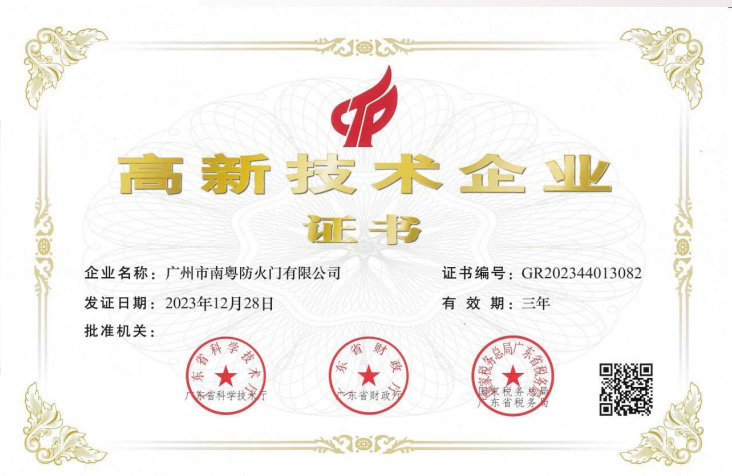 高新技术企业
证书
企业名称：广州市南粤防火门有限公司
证书编号：GR202344013082
发证日期：2023年12月28日
有 效 期：三年
批准机关：
广东省科学技术厅
广东省科学技术厅
广东省财政厅
广东省财政厅
国家税务总局广东省税务局
国家税务总局
广东省税务局